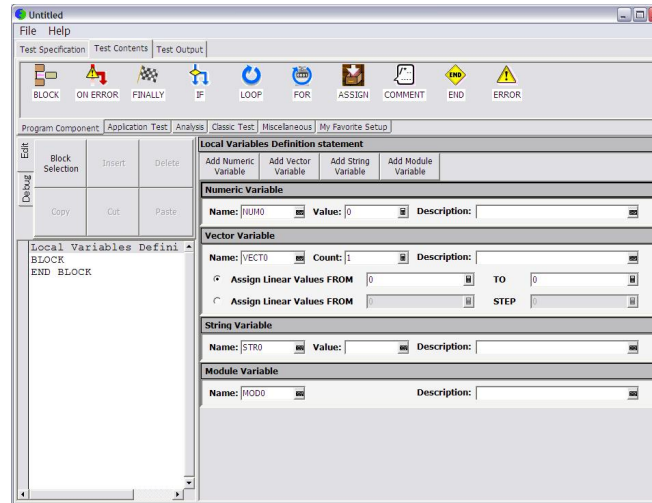 Untitled
File Help
Test Specification Test Contents Test Output
BLOCK ON ERROR FINALLY IF LOOP FOR ASSIGN COMMENT END ERROR
END
Program Component Application Test Analysis Classic Test Miscellaneous My Favorite Setup
Edit
Debug
Block Selection Insert Delete
Copy Cut Paste
Local Variables Defini
BLOCK
END BLOCK
Local Variables Definition statement
Add Numeric Variable Add Vector Variable Add String Variable Add Module Variable
Numeric Variable
Name: NUM0 Value: 0 Description:
Vector Variable
Name: VECT0 Count: 1 Description:
Assign Linear Values FROM 0 TO 0
Assign Linear Values FROM 0 STEP 0
String Variable
Name: STR0 Value: Description:
Module Variable
Name: MOD0 Description: